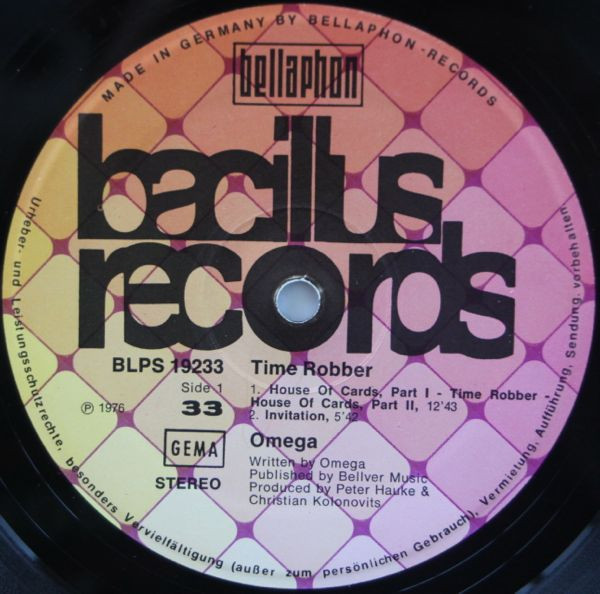 MADE IN GERMANY BY BELLAPHON-RECORDS
bellaphon
bacillus
records
BLPS 19233
Side 1
33
℗ 1976
GEMA
STEREO
Time Robber
1. House Of Cards, Part I - Time Robber -
House Of Cards, Part II, 12'43
2. Invitation, 5'42
Omega
Written by Omega
Published by Bellver Music
Produced by Peter Hauke &
Christian Kolonovits
Urheber- und Leistungsschutzrechte, besonders Vervielfältigung (außer zum persönlichen Gebrauch), Vermietung, Aufführung, Sendung, vorbehalten